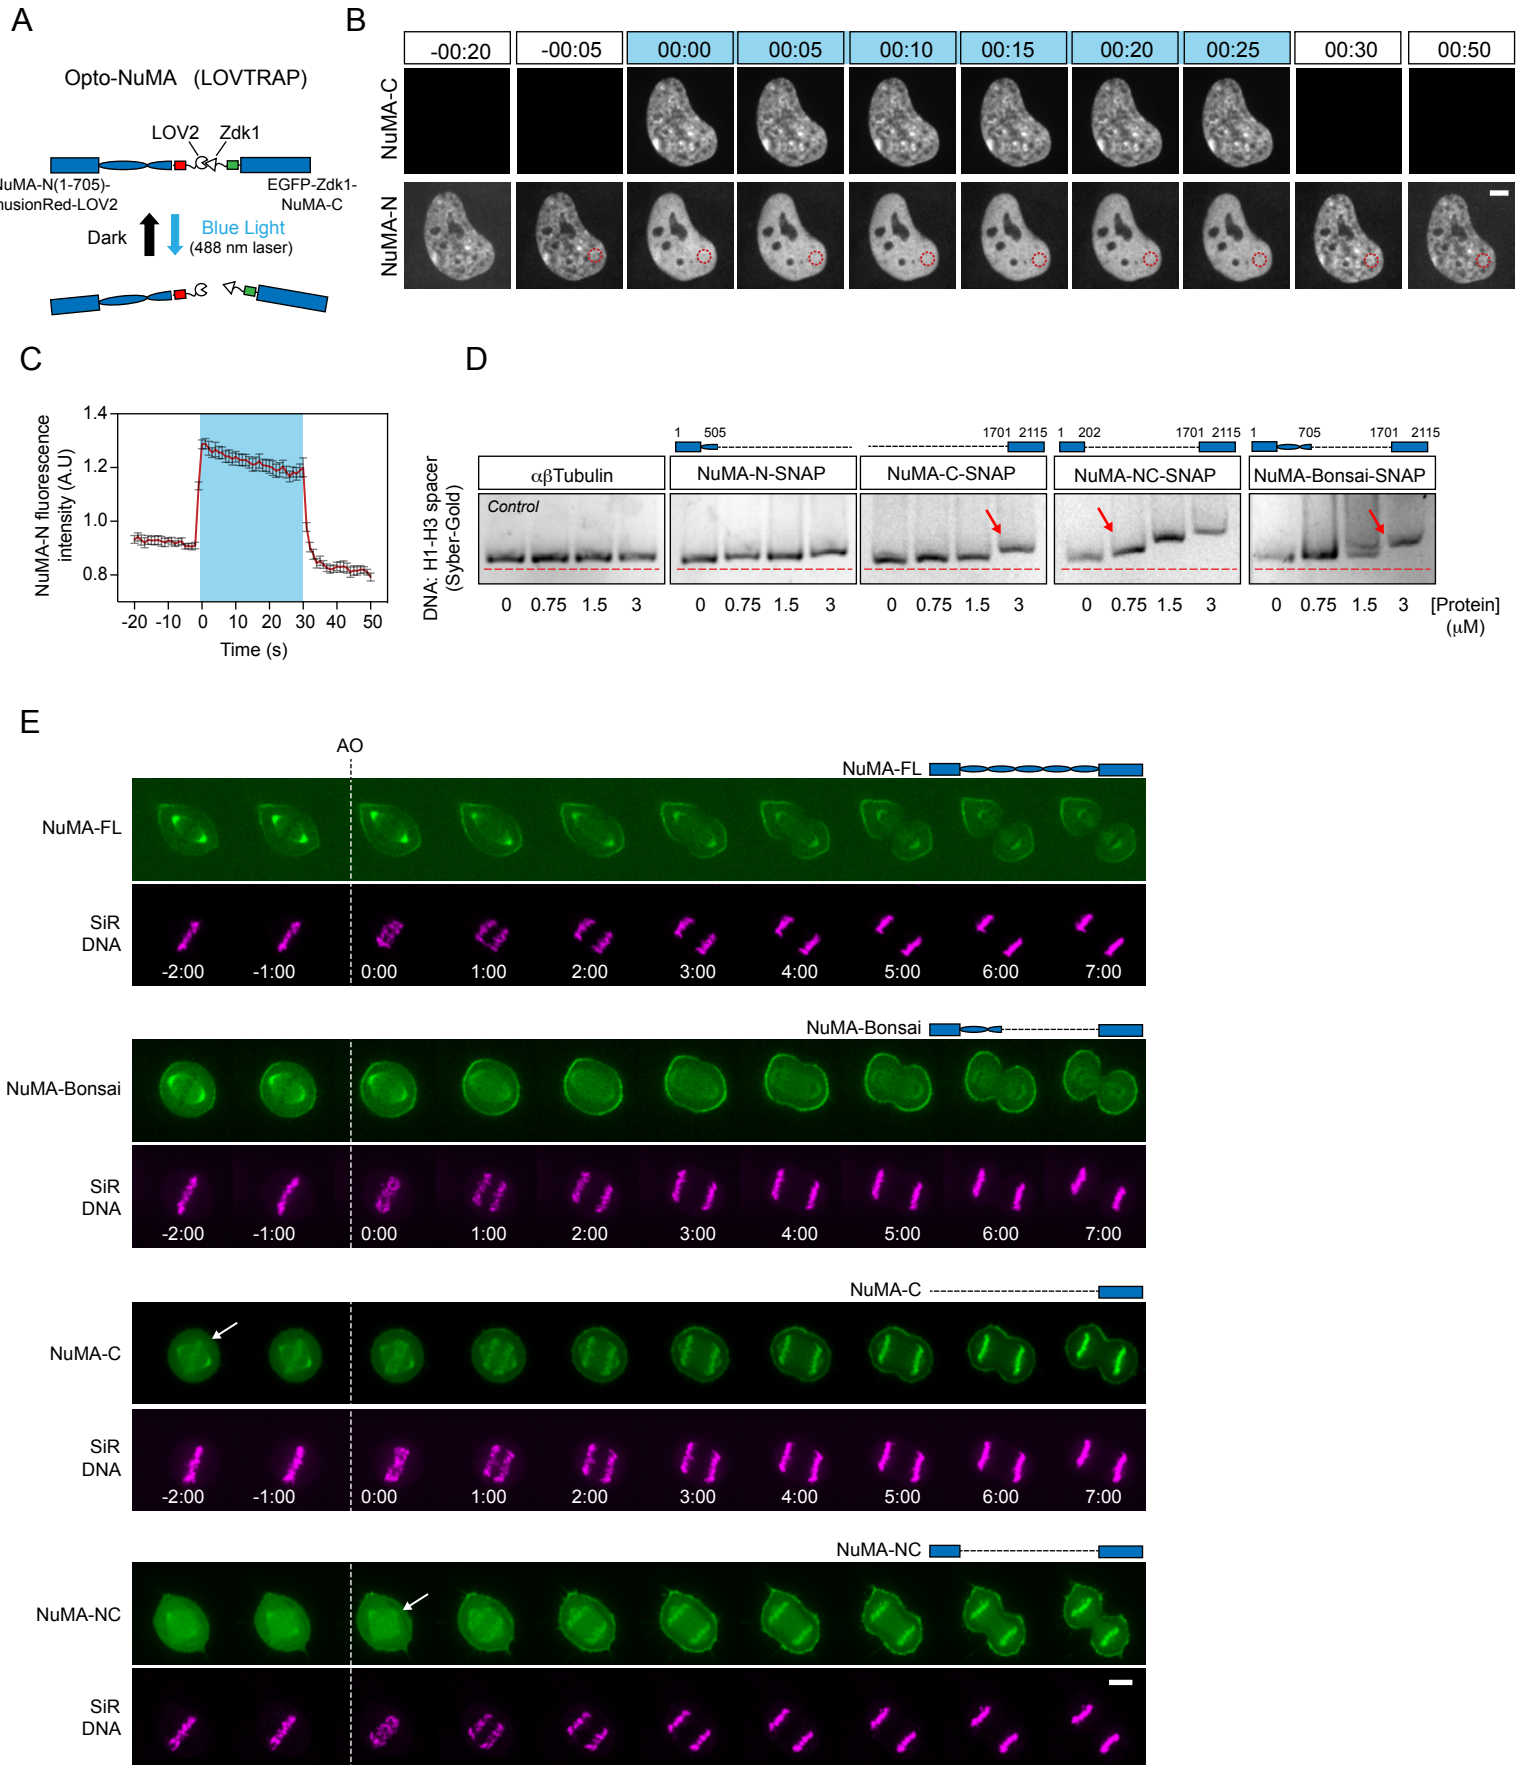 A
Opto-NuMA (LOVTRAP)
LOV2 Zdk1
NuMA-N(1-705)-
nusionRed-LOV2
EGFP-Zdk1-
NuMA-C
Dark
Blue Light
(488 nm laser)
B
-00:20 -00:05 00:00 00:05 00:10 00:15 00:20 00:25 00:30 00:50
NuMA-C
NuMA-N
C
NuMA-N fluorescence
intensity (A.U)
1.4
1.2
1.0
0.8
-20 -10 0 10 20 30 40 50
Time (s)
D
1 505 1701 2115 1 202 1701 2115 1 705 1701 2115
αβTubulin NuMA-N-SNAP NuMA-C-SNAP NuMA-NC-SNAP NuMA-Bonsai-SNAP
Control
DNA: H1-H3 spacer
(Syber-Gold)
0 0.75 1.5 3 0 0.75 1.5 3 0 0.75 1.5 3 0 0.75 1.5 3 0 0.75 1.5 3 [Protein]
(μM)
E
AO
NuMA-FL
NuMA-FL
SiR
DNA
-2:00 -1:00 0:00 1:00 2:00 3:00 4:00 5:00 6:00 7:00
NuMA-Bonsai
NuMA-Bonsai
SiR
DNA
-2:00 -1:00 0:00 1:00 2:00 3:00 4:00 5:00 6:00 7:00
NuMA-C
NuMA-C
SiR
DNA
-2:00 -1:00 0:00 1:00 2:00 3:00 4:00 5:00 6:00 7:00
NuMA-NC
NuMA-NC
SiR
DNA